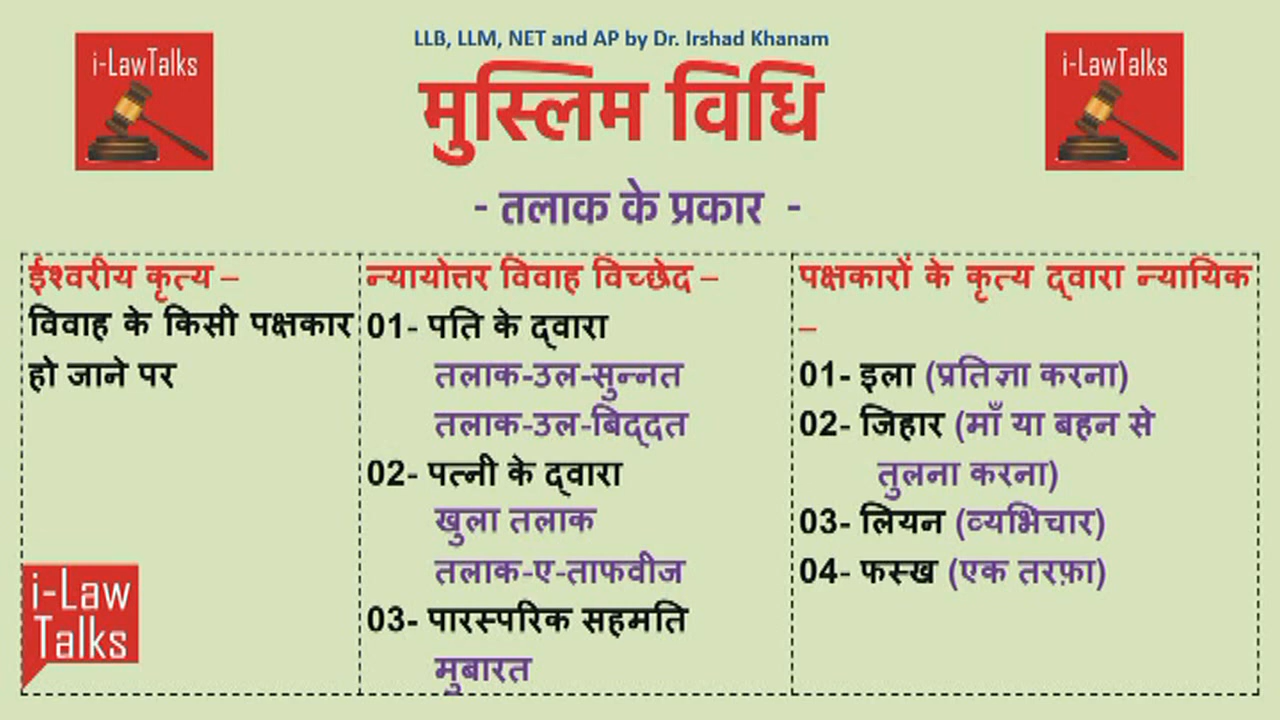 LLB, LLM, NET and AP by Dr. Irshad Khanam
i-LawTalks
i-LawTalks
मुस्लिम विधि
- तलाक के प्रकार -
ईश्वरीय कृत्य –
विवाह के किसी पक्षकार
हो जाने पर
न्यायोत्तर विवाह विच्छेद –
01- पति के द्वारा
तलाक-उल-सुन्नत
तलाक-उल-बिद्दत
02- पत्नी के द्वारा
खुला तलाक
तलाक-ए-ताफवीज
03- पारस्परिक सहमति
मुबारत
पक्षकारों के कृत्य द्वारा न्यायिक
–
01- इला (प्रतिज्ञा करना)
02- जिहार (माँ या बहन से
तुलना करना)
03- लियन (व्यभिचार)
04- फस्ख (एक तरफ़ा)
i-Law
Talks